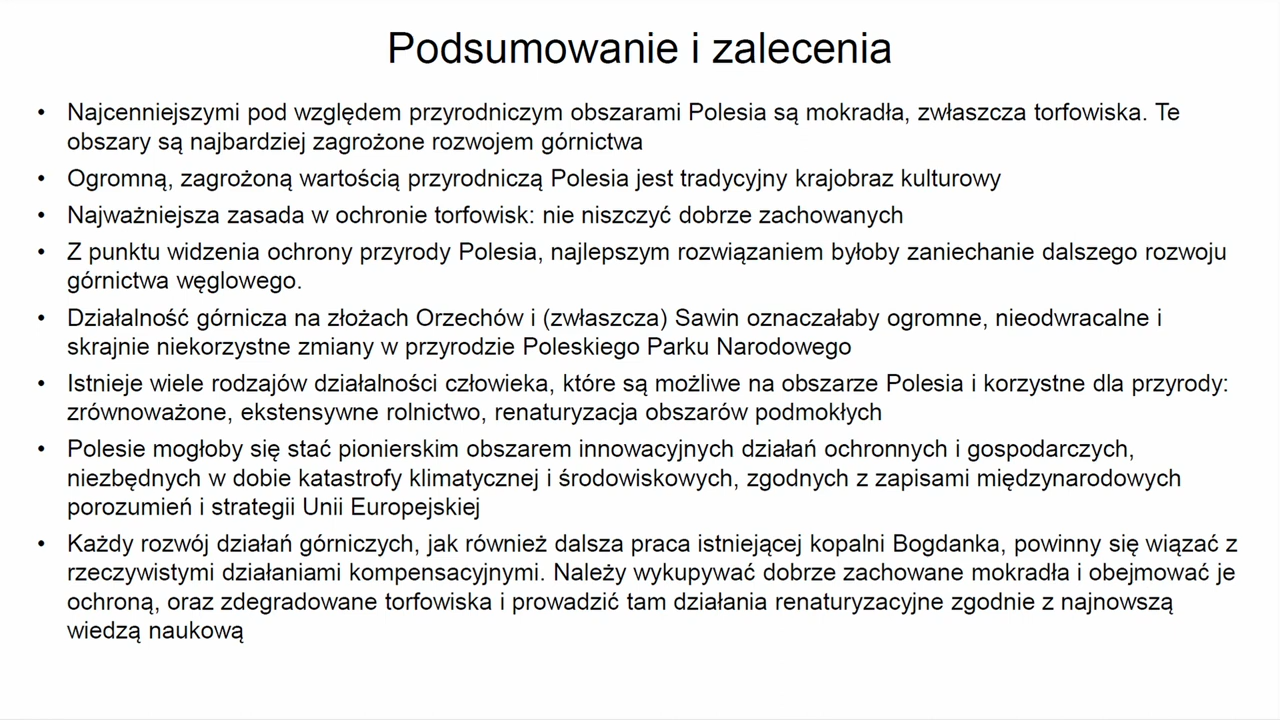 Podsumowanie i zalecenia
• Najcenniejszymi pod względem przyrodniczym obszarami Polesia są mokradła, zwłaszcza torfowiska. Te
obszary są najbardziej zagrożone rozwojem górnictwa
• Ogromną, zagrożoną wartością przyrodniczą Polesia jest tradycyjny krajobraz kulturowy
• Najważniejsza zasada w ochronie torfowisk: nie niszczyć dobrze zachowanych
• Z punktu widzenia ochrony przyrody Polesia, najlepszym rozwiązaniem byłoby zaniechanie dalszego rozwoju
górnictwa węglowego.
• Działalność górnicza na złożach Orzechów i (zwłaszcza) Sawin oznaczałaby ogromne, nieodwracalne i
skrajnie niekorzystne zmiany w przyrodzie Poleskiego Parku Narodowego
• Istnieje wiele rodzajów działalności człowieka, które są możliwe na obszarze Polesia i korzystne dla przyrody:
zrównoważone, ekstensywne rolnictwo, renaturyzacja obszarów podmokłych
• Polesie mogłoby się stać pionierskim obszarem innowacyjnych działań ochronnych i gospodarczych,
niezbędnych w dobie katastrofy klimatycznej i środowiskowych, zgodnych z zapisami międzynarodowych
porozumień i strategii Unii Europejskiej
• Każdy rozwój działań górniczych, jak również dalsza praca istniejącej kopalni Bogdanka, powinny się wiązać z
rzeczywistymi działaniami kompensacyjnymi. Należy wykupywać dobrze zachowane mokradła i obejmować je
ochroną, oraz zdegradowane torfowiska i prowadzić tam działania renaturyzacyjne zgodnie z najnowszą
wiedzą naukową